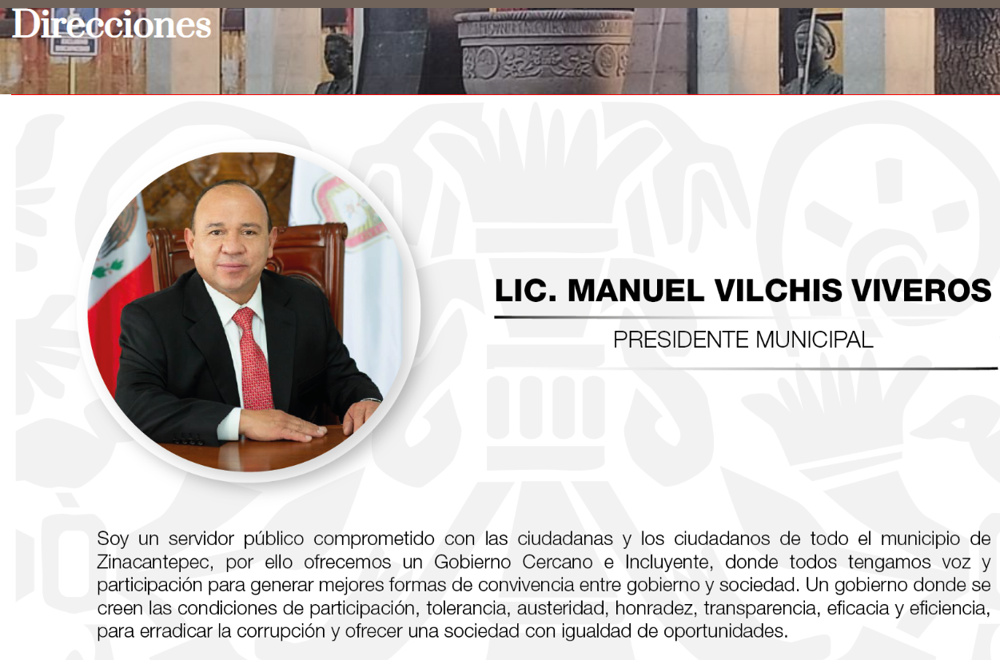 Direcciones
LIC. MANUEL VILCHIS VIVEROS
PRESIDENTE MUNICIPAL
Soy un servidor público comprometido con las ciudadanas y los ciudadanos de todo el municipio de
Zinacantepec, por ello ofrecemos un Gobierno Cercano e Incluyente, donde todos tengamos voz y
participación para generar mejores formas de convivencia entre gobierno y sociedad. Un gobierno donde se
creen las condiciones de participación, tolerancia, austeridad, honradez, transparencia, eficacia y eficiencia,
para erradicar la corrupción y ofrecer una sociedad con igualdad de oportunidades.